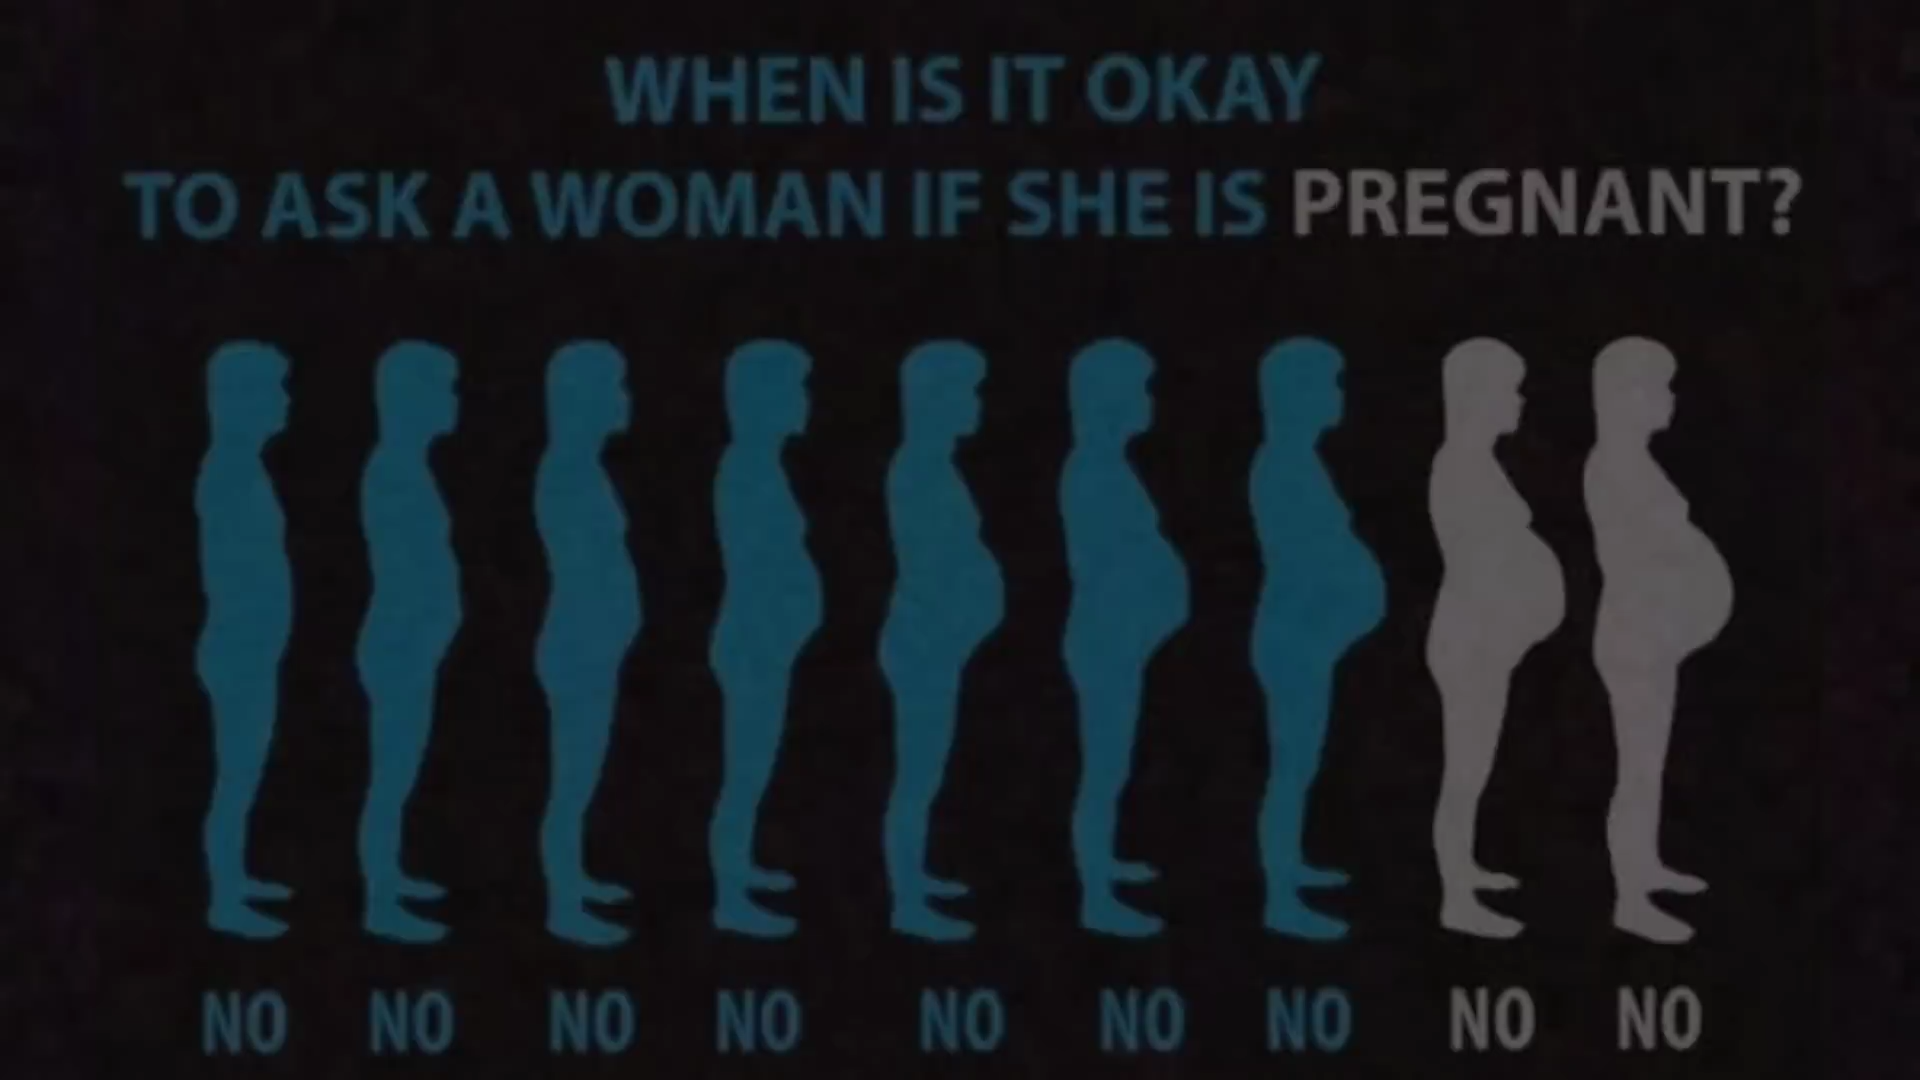 WHEN IS IT OKAY
TO ASK A WOMAN IF SHE IS PREGNANT?
NO NO NO NO NO NO NO NO NO